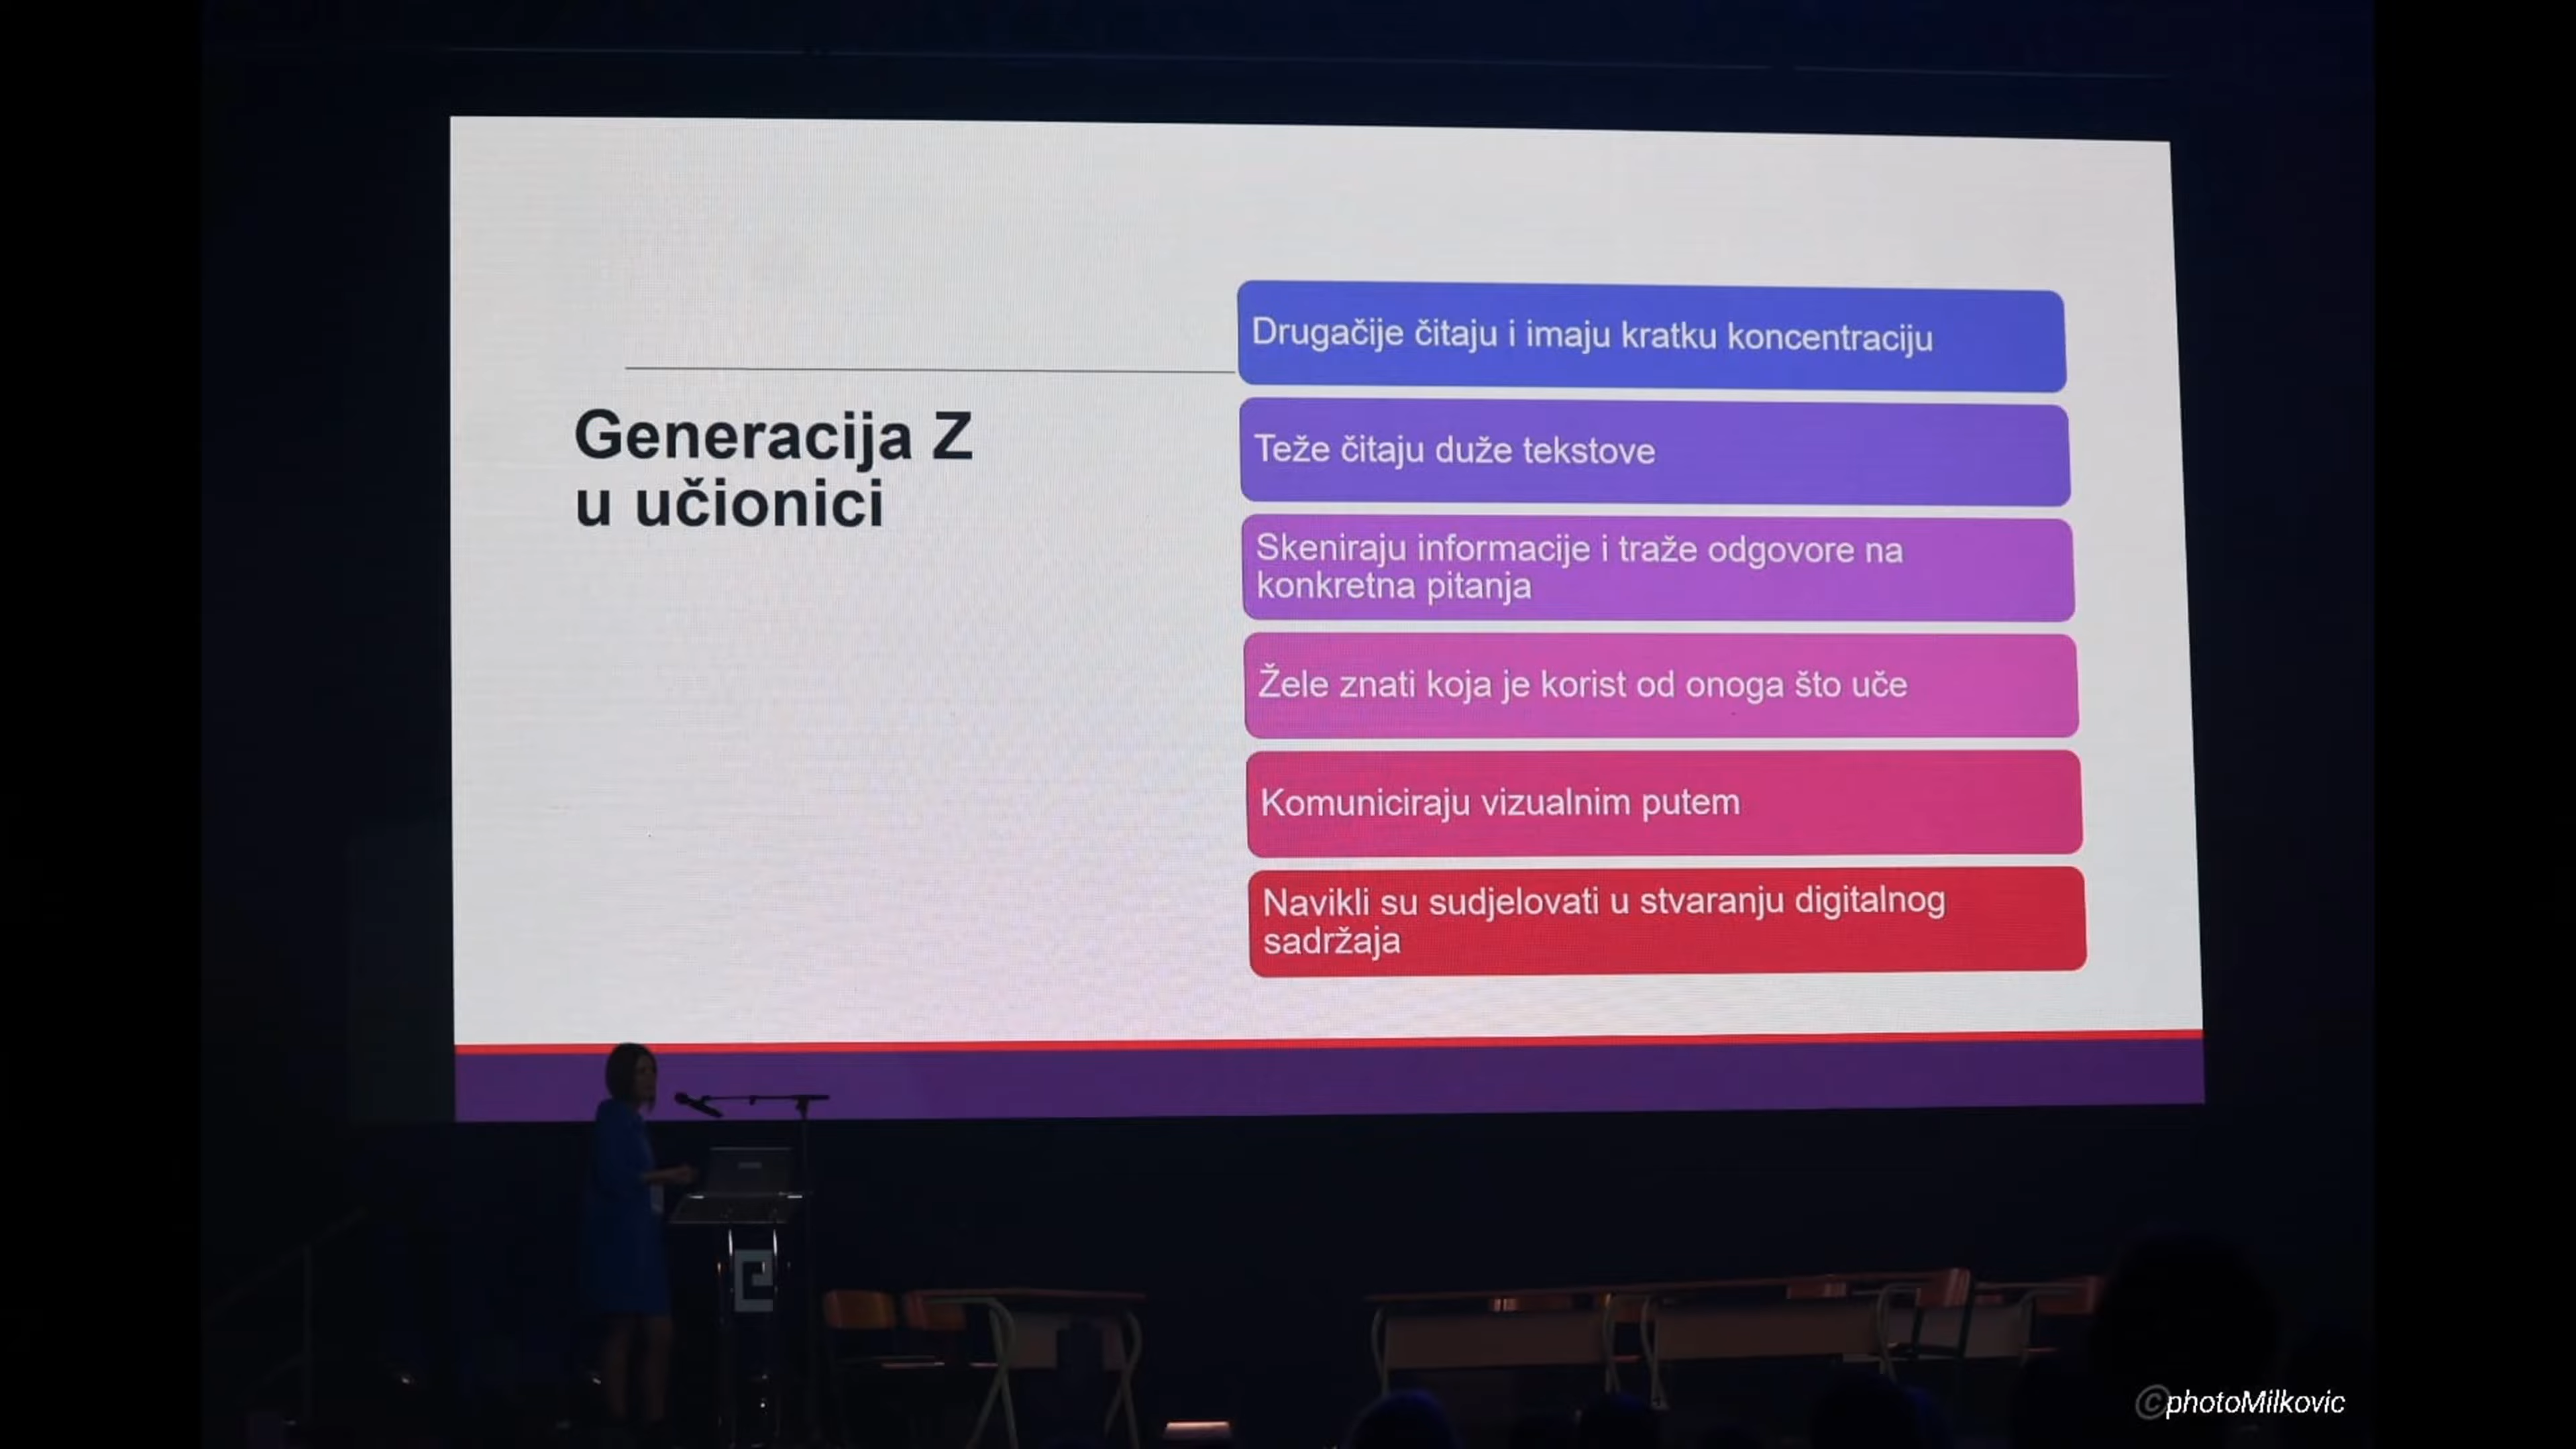 Generacija Z
u učionici
Drugačije čitaju i imaju kratku koncentraciju
Teže čitaju duže tekstove
Skeniraju informacije i traže odgovore na
konkretna pitanja
Žele znati koja je korist od onoga što uče
Komuniciraju vizualnim putem
Navikli su sudjelovati u stvaranju digitalnog
sadržaja
©photoMilkovic